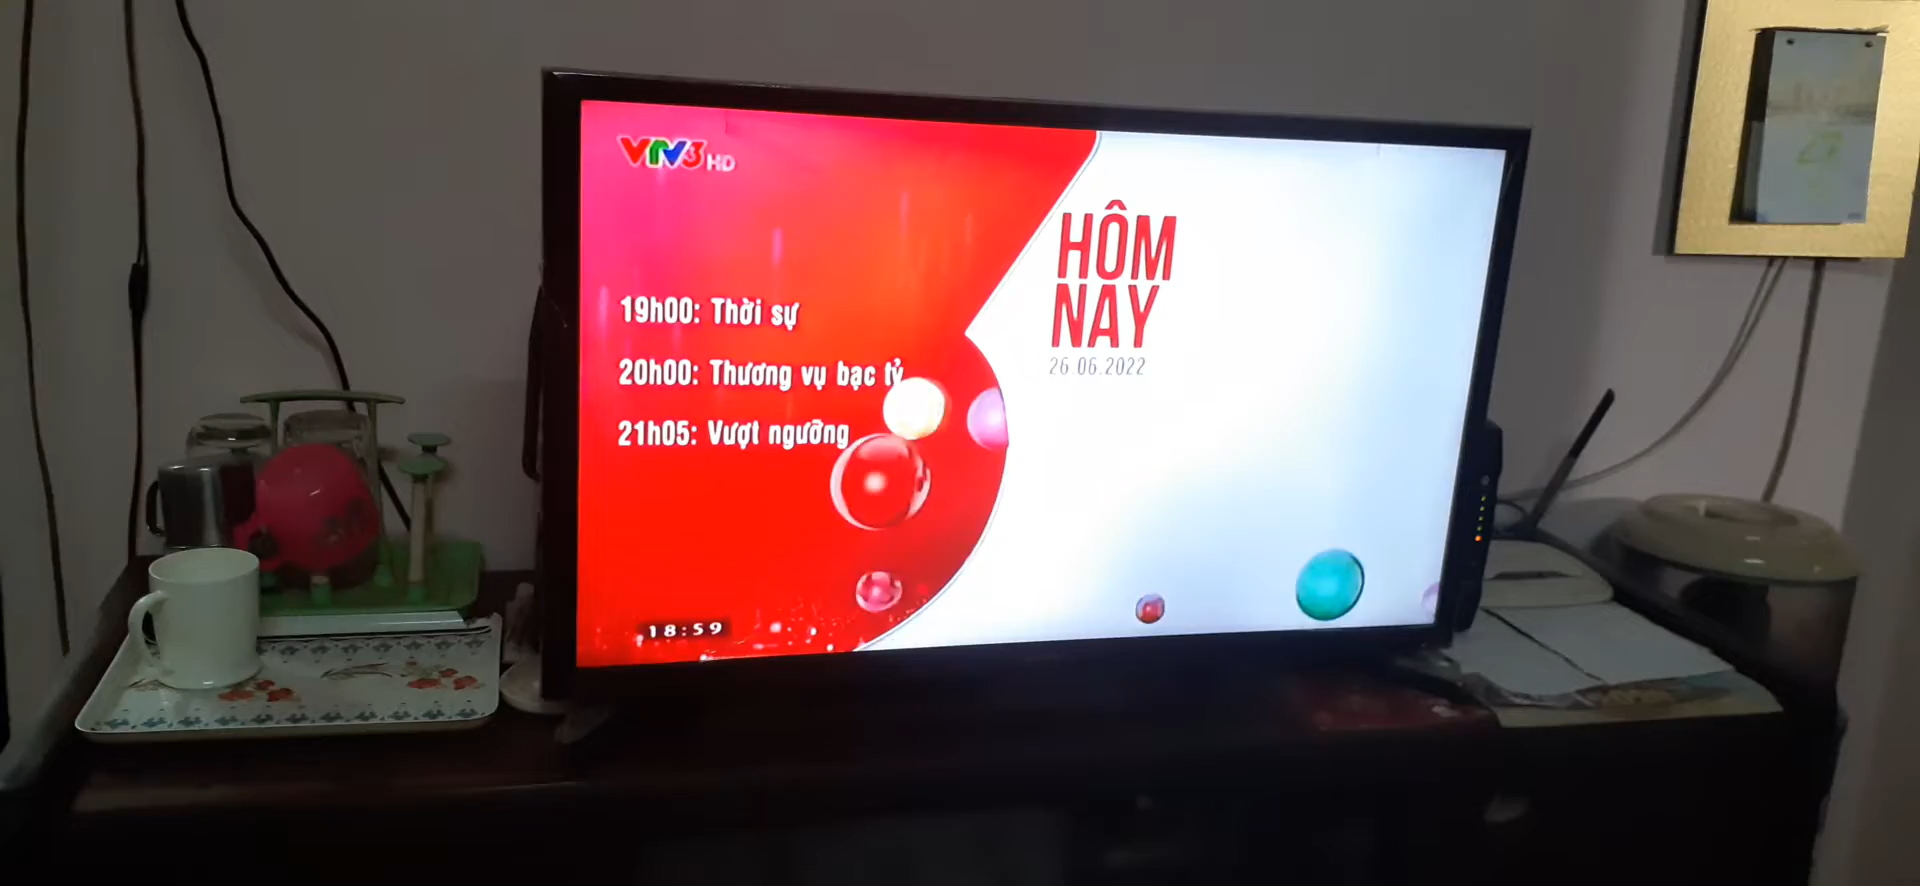 VTV3 HD
HÔM
NAY
26.06.2022
19h00: Thời sự
20h00: Thương vụ bạc tỷ
21h05: Vượt ngưỡng
18:59